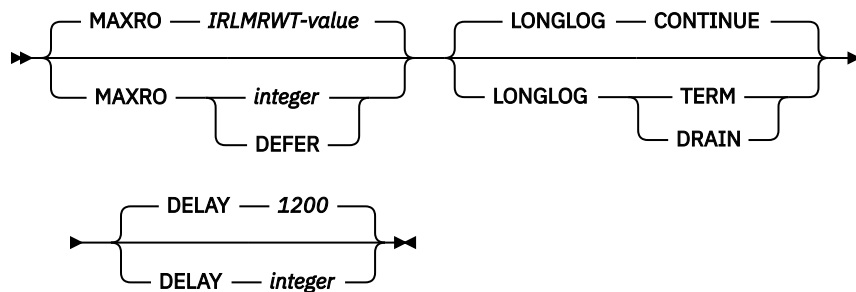 MAXRO IRLMRWT-value LONGLOG CONTINUE
MAXRO integer LONGLOG TERM
DEFER DRAIN
DELAY 1200
DELAY integer